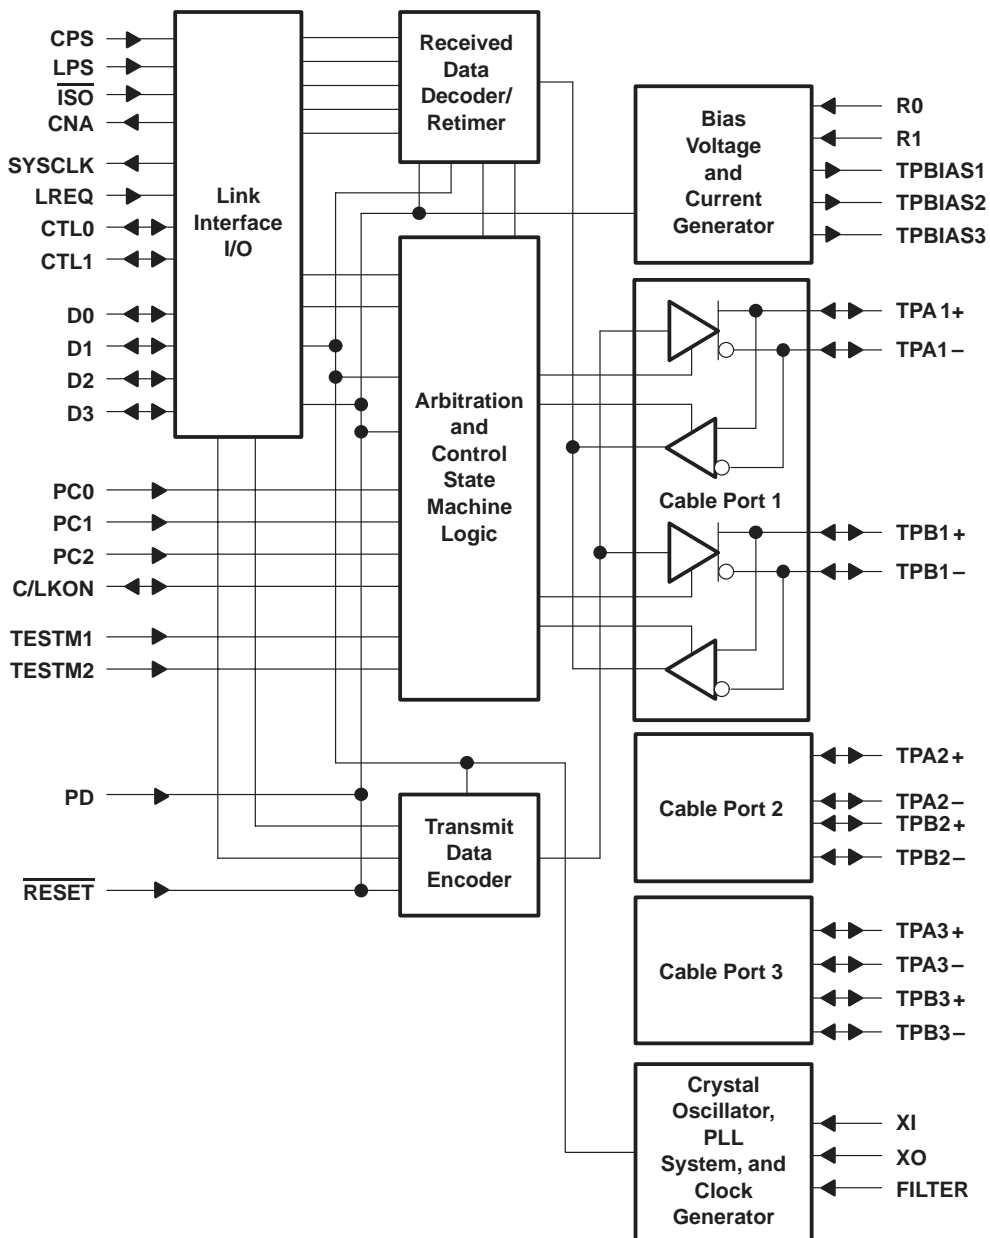 CPS
LPS
ISO
CNA
SYSCLK
LREQ
CTL0
CTL1
D0
D1
D2
D3
PC0
PC1
PC2
C/LKON
TESTM1
TESTM2
PD
RESET
Link
Interface
I/O
Received
Data
Decoder/
Retimer
Arbitration
and
Control
State
Machine
Logic
Transmit
Data
Encoder
Bias
Voltage
and
Current
Generator
Cable Port 1
Cable Port 2
Cable Port 3
Crystal
Oscillator,
PLL
System, and
Clock
Generator
R0
R1
TPBIAS1
TPBIAS2
TPBIAS3
TPA1+
TPA1–
TPB1+
TPB1–
TPA2+
TPA2–
TPB2+
TPB2–
TPA3+
TPA3–
TPB3+
TPB3–
XI
XO
FILTER